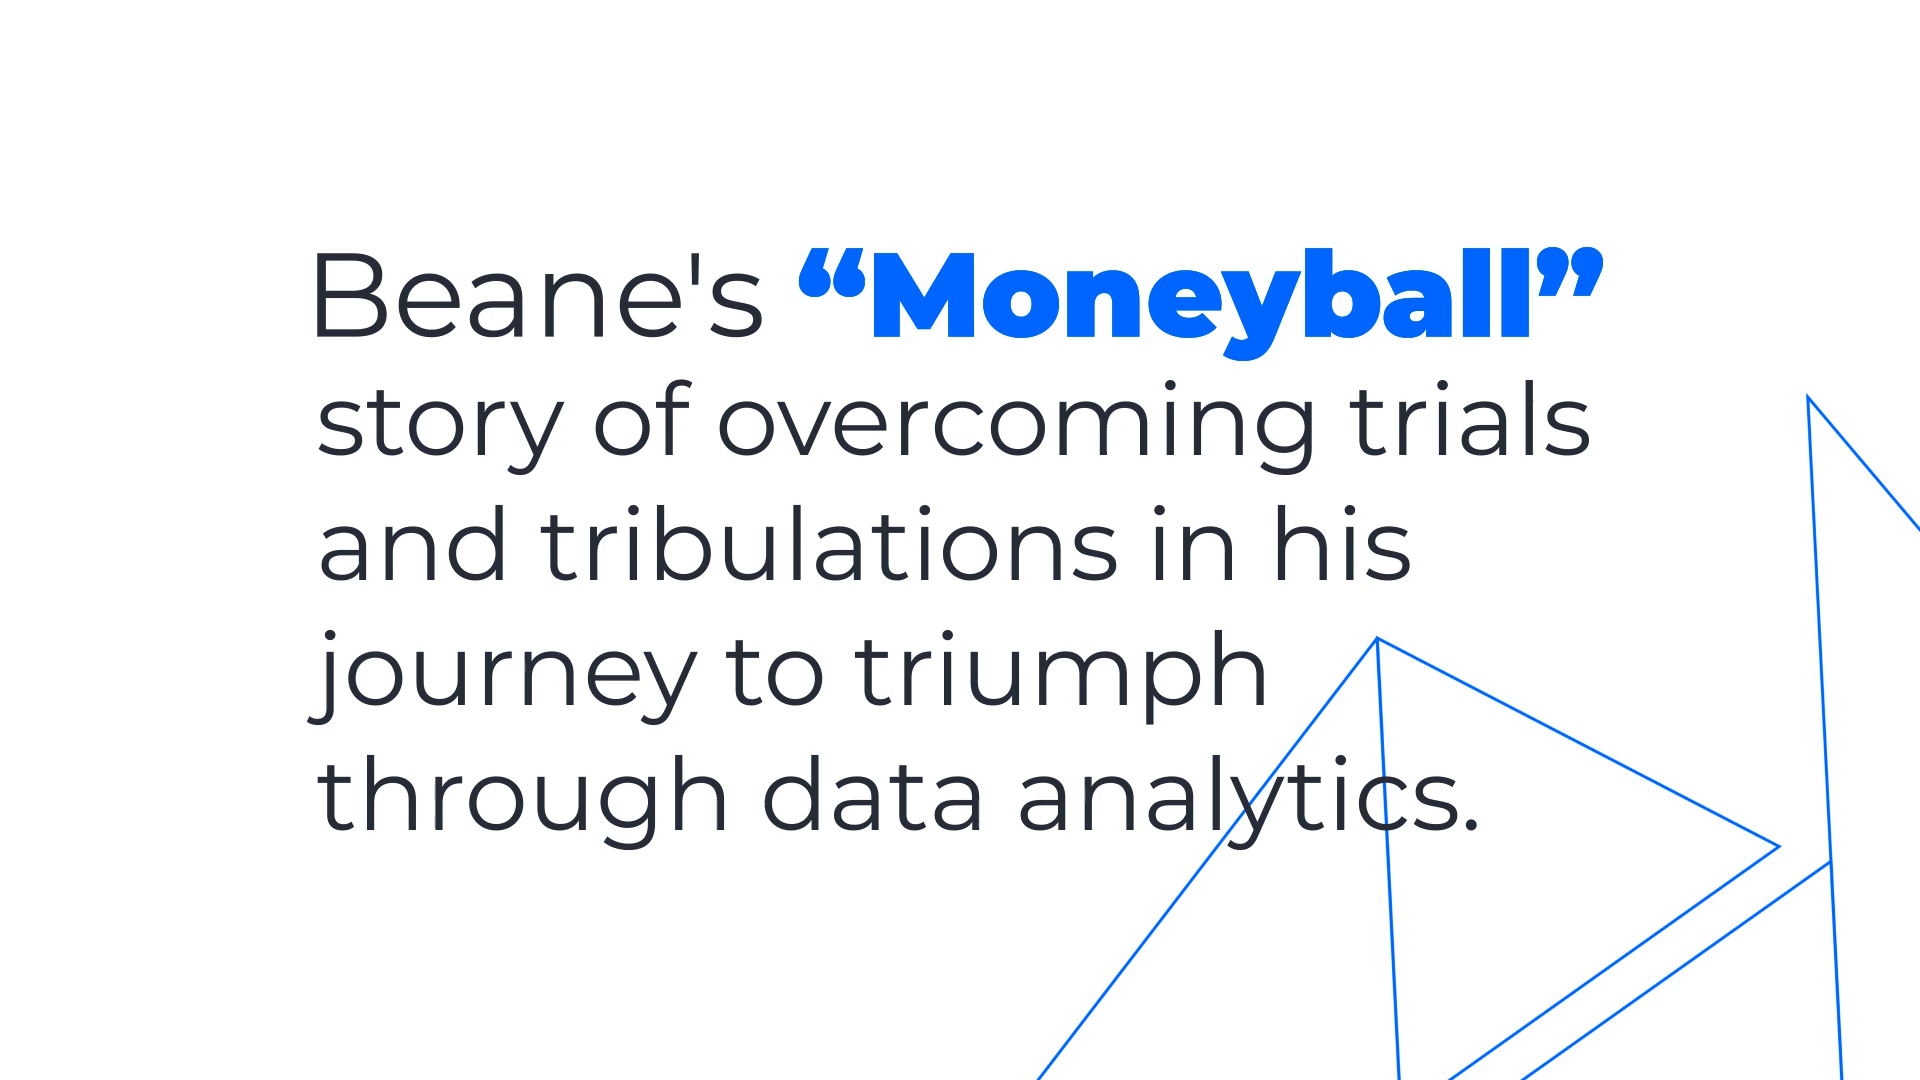 Beane's “Moneyball”
story of overcoming trials
and tribulations in his
journey to triumph
through data analytics.